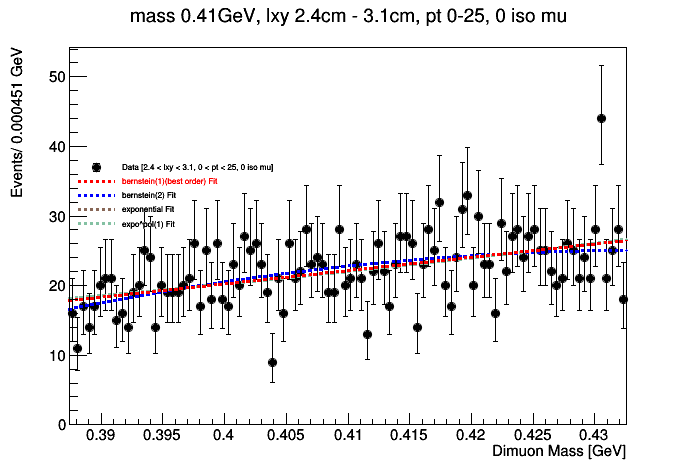 mass 0.41GeV, lxy 2.4cm - 3.1cm, pt 0-25, 0 iso mu
Events/ 0.000451 GeV
50
40
30
20
10
0
Data [2.4 < lxy < 3.1, 0 < pt < 25, 0 iso mu]
bernstein(1)(best order) Fit
bernstein(2) Fit
exponential Fit
expo*pol(1) Fit
0.39 0.395 0.4 0.405 0.41 0.415 0.42 0.425 0.43
Dimuon Mass [GeV]